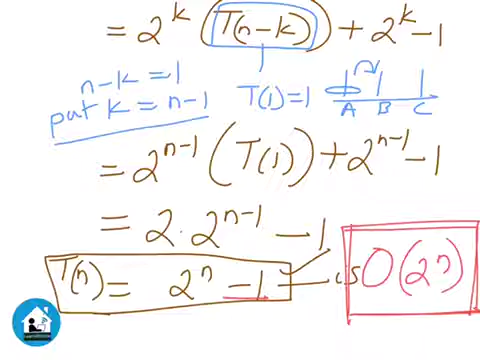 = 2^k (T(n-k)) + 2^k - 1
n-k = 1
put k = n-1
T(1) = 1
A B C
= 2^{n-1} (T(1)) + 2^{n-1} - 1
= 2 . 2^{n-1} - 1
T(n) = 2^n - 1 is O(2^n)